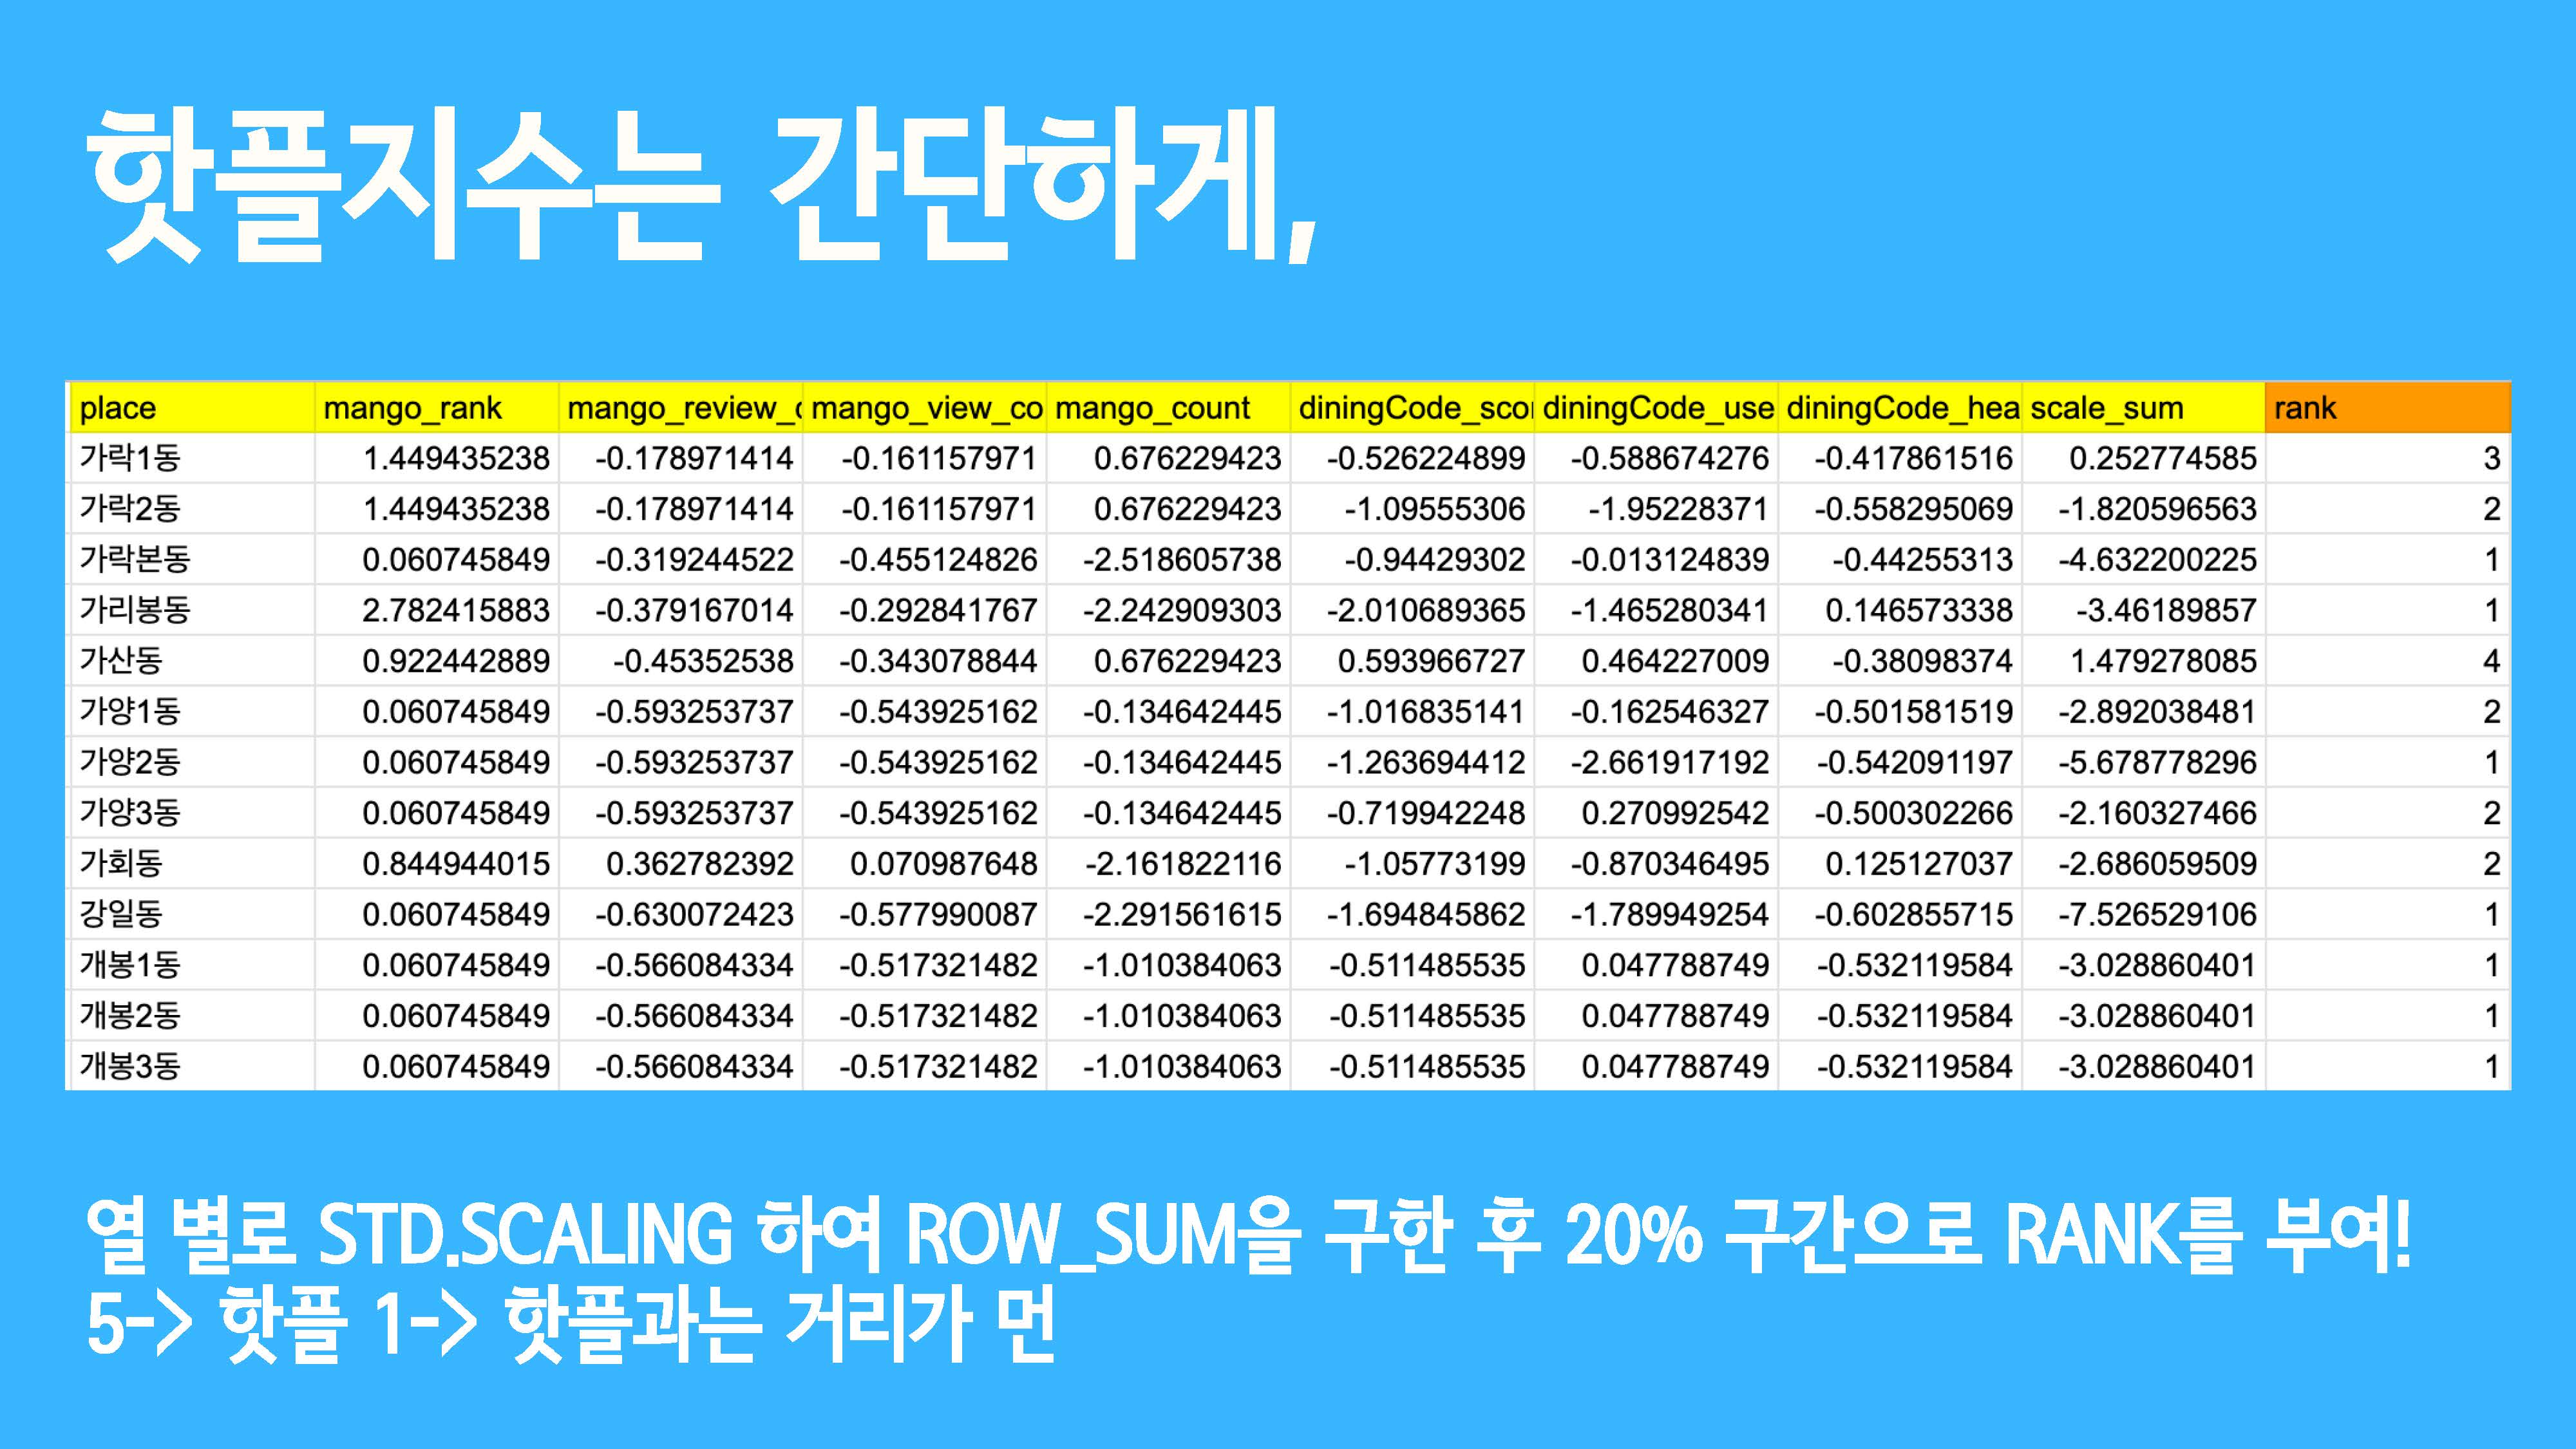 핫플지수는 간단하게,
place mango_rank mango_review_c mango_view_co mango_count diningCode_scor diningCode_use diningCode_hea scale_sum rank
가락1동 1.449435238 -0.178971414 -0.161157971 0.676229423 -0.526224899 -0.588674276 -0.417861516 0.252774585 3
가락2동 1.449435238 -0.178971414 -0.161157971 0.676229423 -1.09555306 -1.95228371 -0.558295069 -1.820596563 2
가락본동 0.060745849 -0.319244522 -0.455124826 -2.518605738 -0.94429302 -0.013124839 -0.44255313 -4.632200225 1
가리봉동 2.782415883 -0.379167014 -0.292841767 -2.242909303 -2.010689365 -1.465280341 0.146573338 -3.46189857 1
가산동 0.922442889 -0.45352538 -0.343078844 0.676229423 0.593966727 0.464227009 -0.38098374 1.479278085 4
가양1동 0.060745849 -0.593253737 -0.543925162 -0.134642445 -1.016835141 -0.162546327 -0.501581519 -2.892038481 2
가양2동 0.060745849 -0.593253737 -0.543925162 -0.134642445 -1.263694412 -2.661917192 -0.542091197 -5.678778296 1
가양3동 0.060745849 -0.593253737 -0.543925162 -0.134642445 -0.719942248 0.270992542 -0.500302266 -2.160327466 2
가회동 0.844944015 0.362782392 0.070987648 -2.161822116 -1.05773199 -0.870346495 0.125127037 -2.686059509 2
강일동 0.060745849 -0.630072423 -0.577990087 -2.291561615 -1.694845862 -1.789949254 -0.602855715 -7.526529106 1
개봉1동 0.060745849 -0.566084334 -0.517321482 -1.010384063 -0.511485535 0.047788749 -0.532119584 -3.028860401 1
개봉2동 0.060745849 -0.566084334 -0.517321482 -1.010384063 -0.511485535 0.047788749 -0.532119584 -3.028860401 1
개봉3동 0.060745849 -0.566084334 -0.517321482 -1.010384063 -0.511485535 0.047788749 -0.532119584 -3.028860401 1
열 별로 STD.SCALING 하여 ROW_SUM을 구한 후 20% 구간으로 RANK를 부여!
5-> 핫플 1-> 핫플과는 거리가 먼